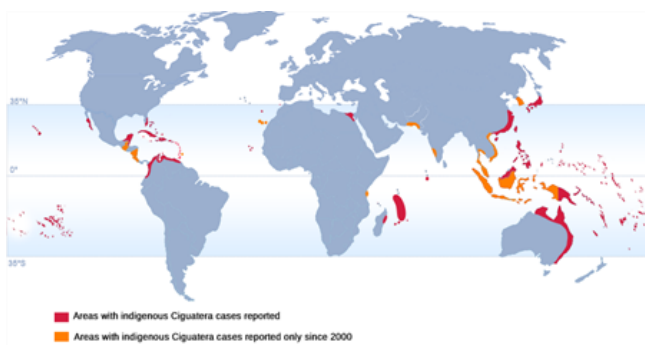 35°N
0°
35°S
Areas with indigenous Ciguatera cases reported
Areas with indigenous Ciguatera cases reported only since 2000